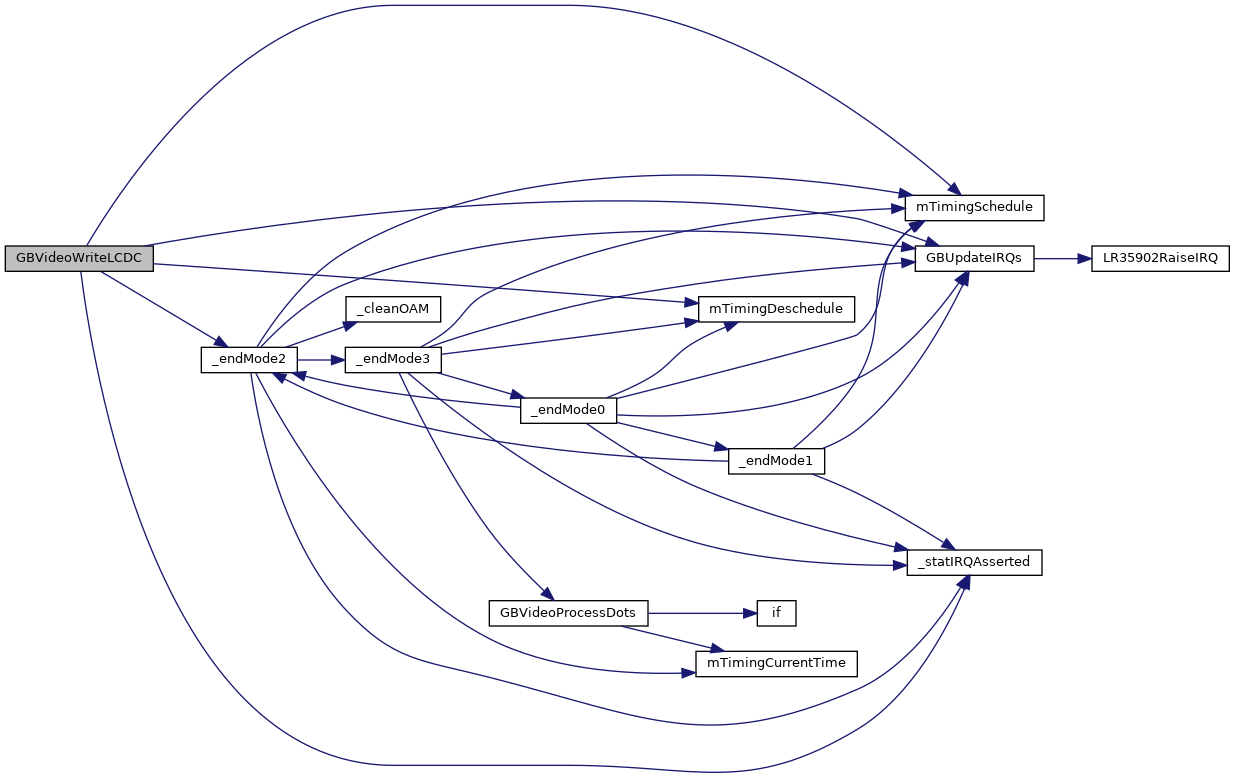 mTimingSchedule
GBVideoWriteLCDC
GBUpdateIRQs
LR35902RaiseIRQ
_cleanOAM
mTimingDeschedule
_endMode2
_endMode3
_endMode0
_endMode1
_statIRQAsserted
GBVideoProcessDots
if
mTimingCurrentTime